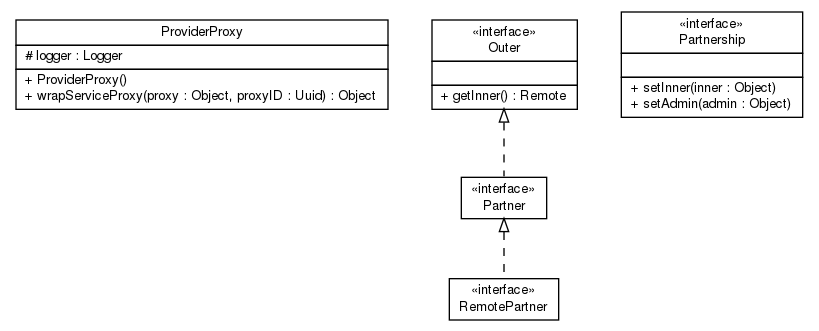 ProviderProxy
# logger : Logger
+ ProviderProxy()
+ wrapServiceProxy(proxy : Object, proxyID : Uuid) : Object
«interface»
Outer
+ getInner() : Remote
«interface»
Partnership
+ setInner(inner : Object)
+ setAdmin(admin : Object)
«interface»
Partner
«interface»
RemotePartner